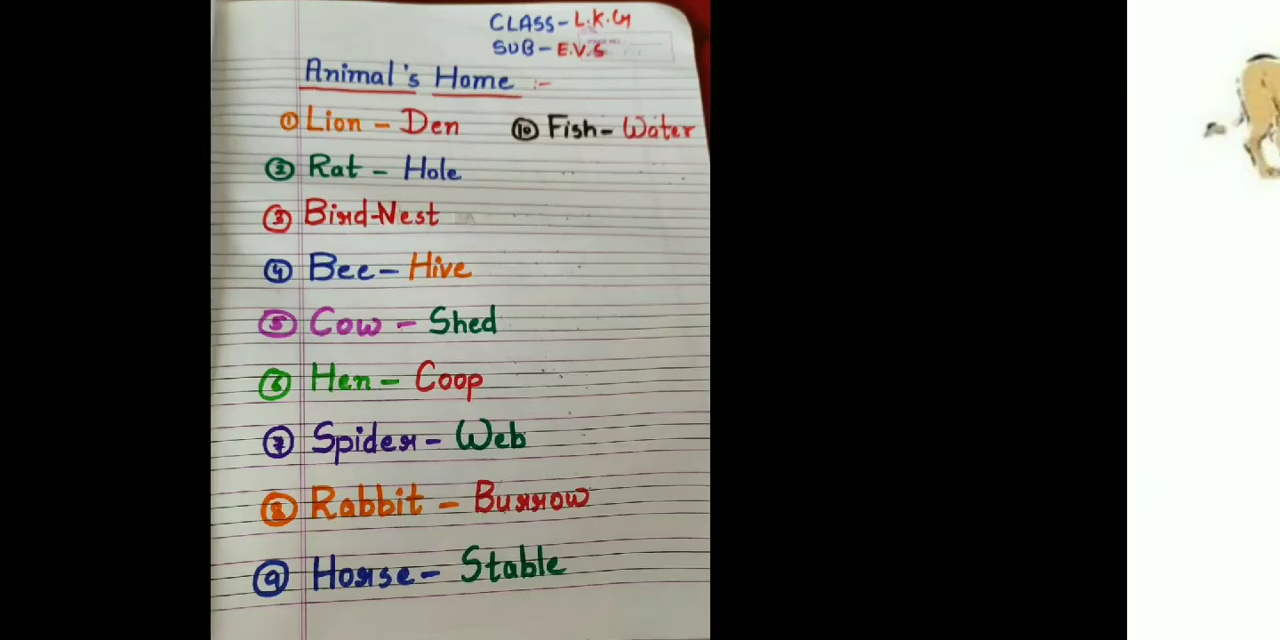 CLASS- L.K.G
SUB- E.V.S
Animal's Home :-
① Lion - Den
⑩ Fish- Water
② Rat - Hole
③ Bird-Nest
④ Bee- Hive
⑤ Cow - Shed
⑥ Hen - Coop
⑦ Spider- Web
⑧ Rabbit - Burrow
⑨ Horse- Stable